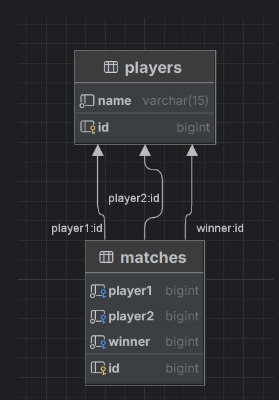 players
name varchar(15)
id bigint
player2:id
player1:id winner:id
matches
player1 bigint
player2 bigint
winner bigint
id bigint